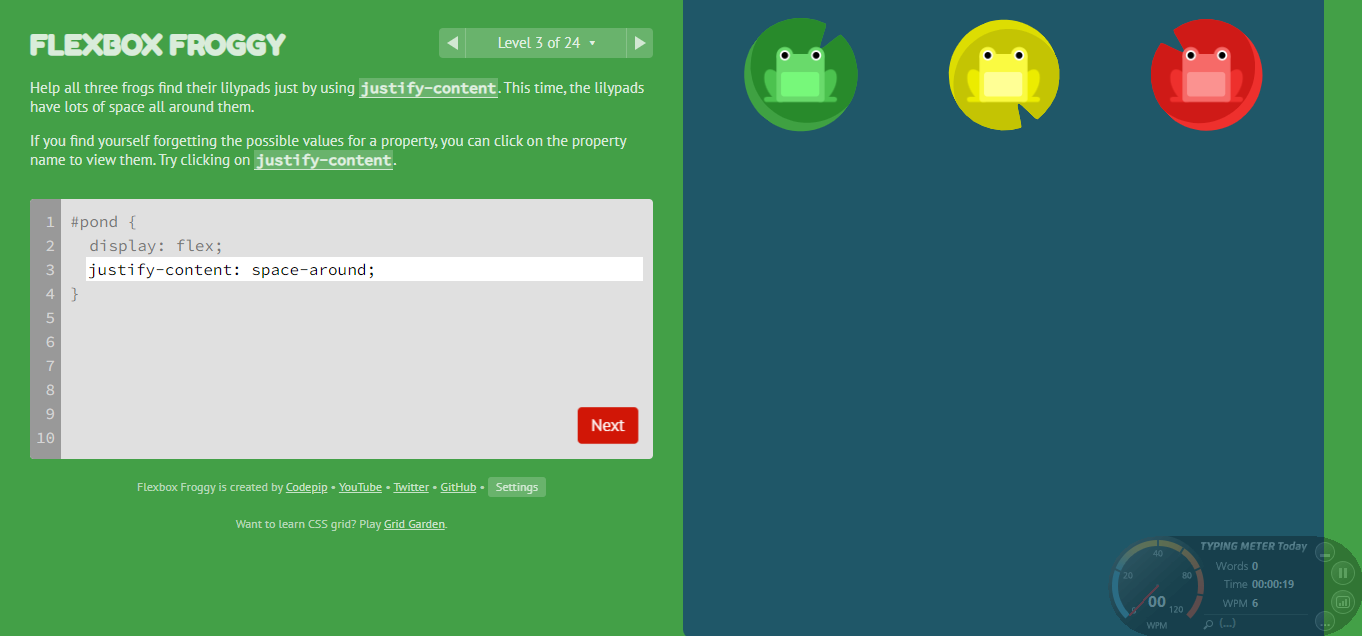 FLEXBOX FROGGY
Level 3 of 24
Help all three frogs find their lilypads just by using justify-content. This time, the lilypads
have lots of space all around them.
If you find yourself forgetting the possible values for a property, you can click on the property
name to view them. Try clicking on justify-content.
1 #pond {
2 display: flex;
3 justify-content: space-around;
4 }
5
6
7
8
9
10
Next
Flexbox Froggy is created by Codepip • YouTube • Twitter • GitHub • Settings
Want to learn CSS grid? Play Grid Garden.
TYPING METER Today
Words 0
Time 00:00:19
WPM 6
(...)
0 20 40 80 120
00
WPM